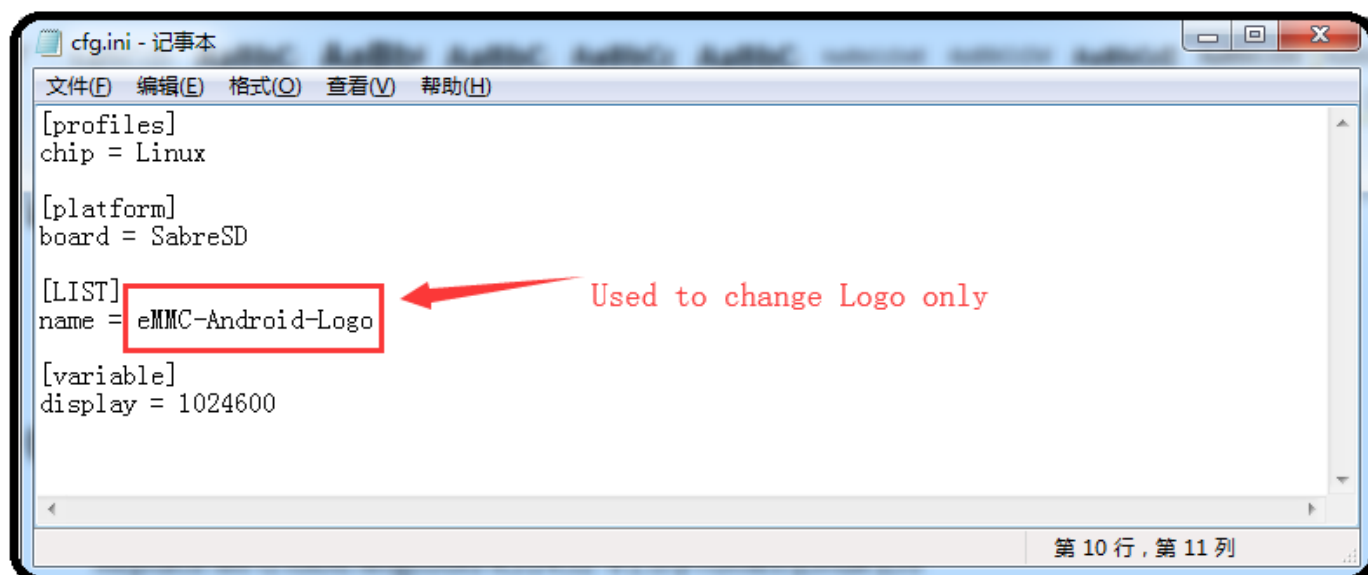 cfg.ini - 记事本
文件(F) 编辑(E) 格式(O) 查看(V) 帮助(H)
[profiles]
chip = Linux
[platform]
board = SabreSD
[LIST]
name = eMMC-Android-Logo
Used to change Logo only
[variable]
display = 1024600
第 10 行，第 11 列